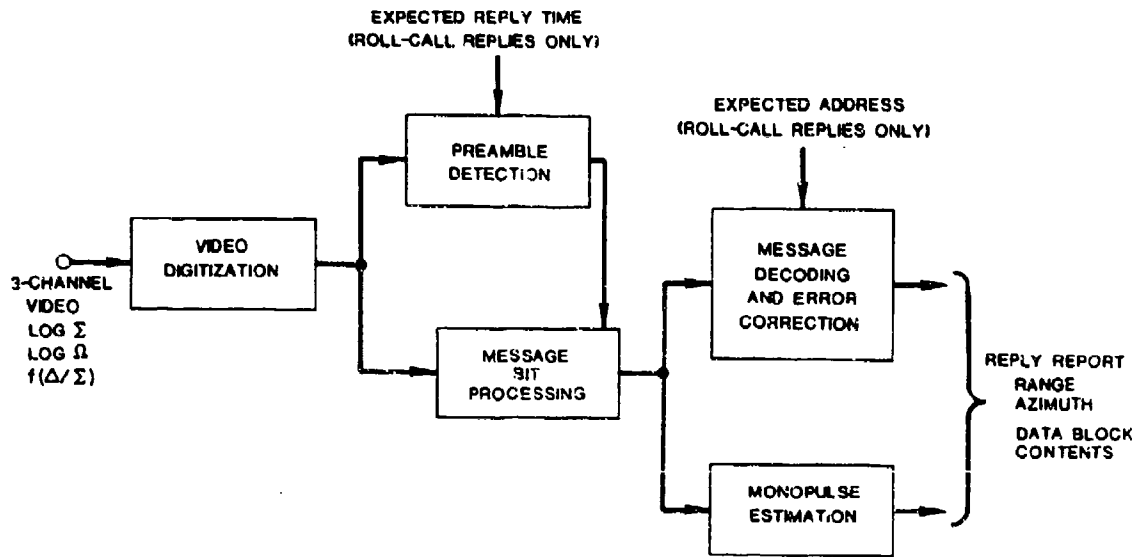 EXPECTED REPLY TIME
(ROLL-CALL REPLIES ONLY)
EXPECTED ADDRESS
(ROLL-CALL REPLIES ONLY)
PREAMBLE
DETECTION
VIDEO
DIGITIZATION
3-CHANNEL
VIDEO
LOG Σ
LOG Ω
f(Δ/Σ)
MESSAGE
BIT
PROCESSING
MESSAGE
DECODING
AND ERROR
CORRECTION
MONOPULSE
ESTIMATION
REPLY REPORT
RANGE
AZIMUTH
DATA BLOCK
CONTENTS